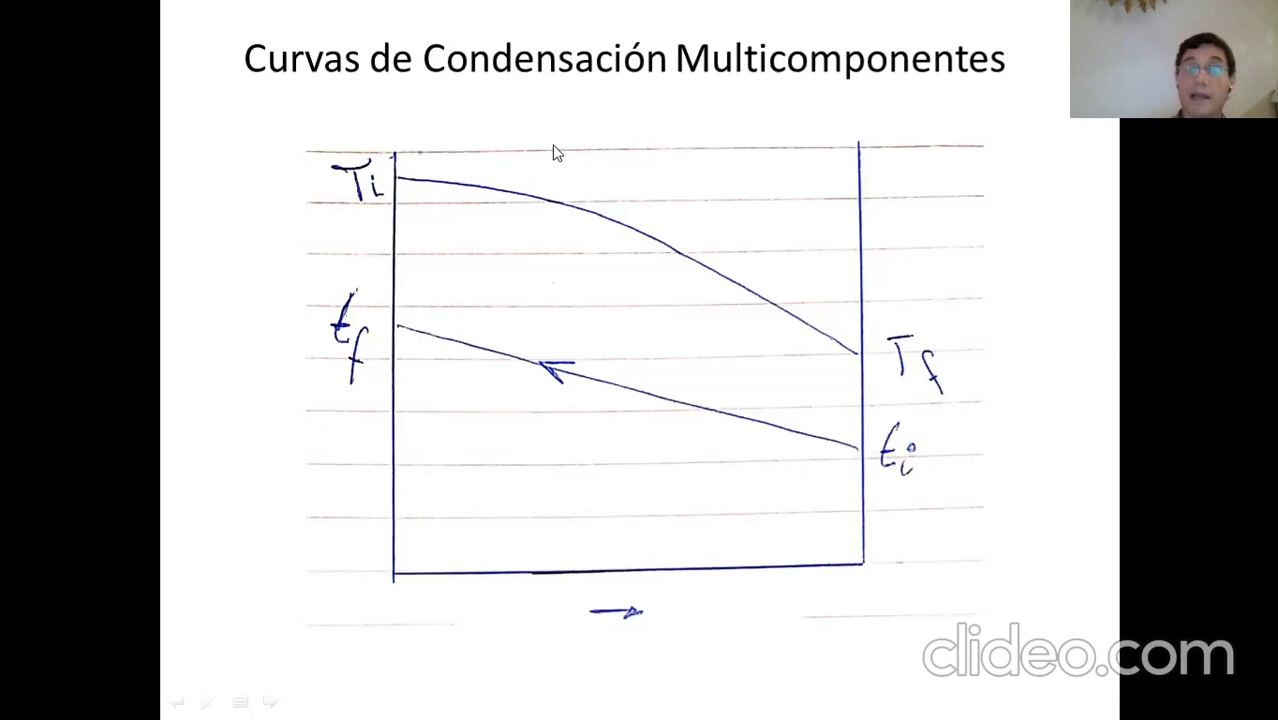 Curvas de Condensación Multicomponentes
Ti
tf
Tf
ti
clideo.com